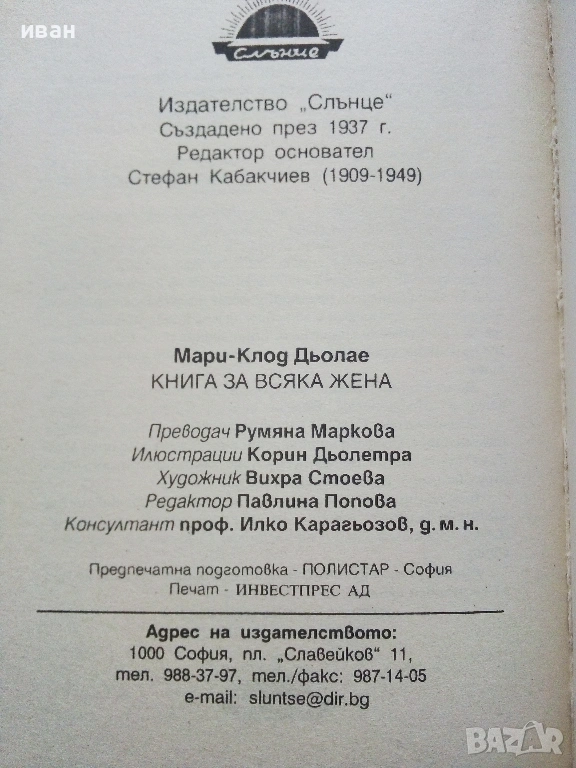 иван
Слънце
Издателство „Слънце“
Създадено през 1937 г.
Редактор основател
Стефан Кабакчиев (1909-1949)
Мари-Клод Дьолае
КНИГА ЗА ВСЯКА ЖЕНА
Преводач Румяна Маркова
Илюстрации Корин Дьолетра
Художник Вихра Стоева
Редактор Павлина Попова
Консултант проф. Илко Карагьозов, д.м.н.
Предпечатна подготовка - ПОЛИСТАР - София
Печат - ИНВЕСТПРЕС АД
Адрес на издателството:
1000 София, пл. „Славейков“ 11,
тел. 988-37-97, тел./факс: 987-14-05
e-mail: sluntse@dir.bg
BAZAR